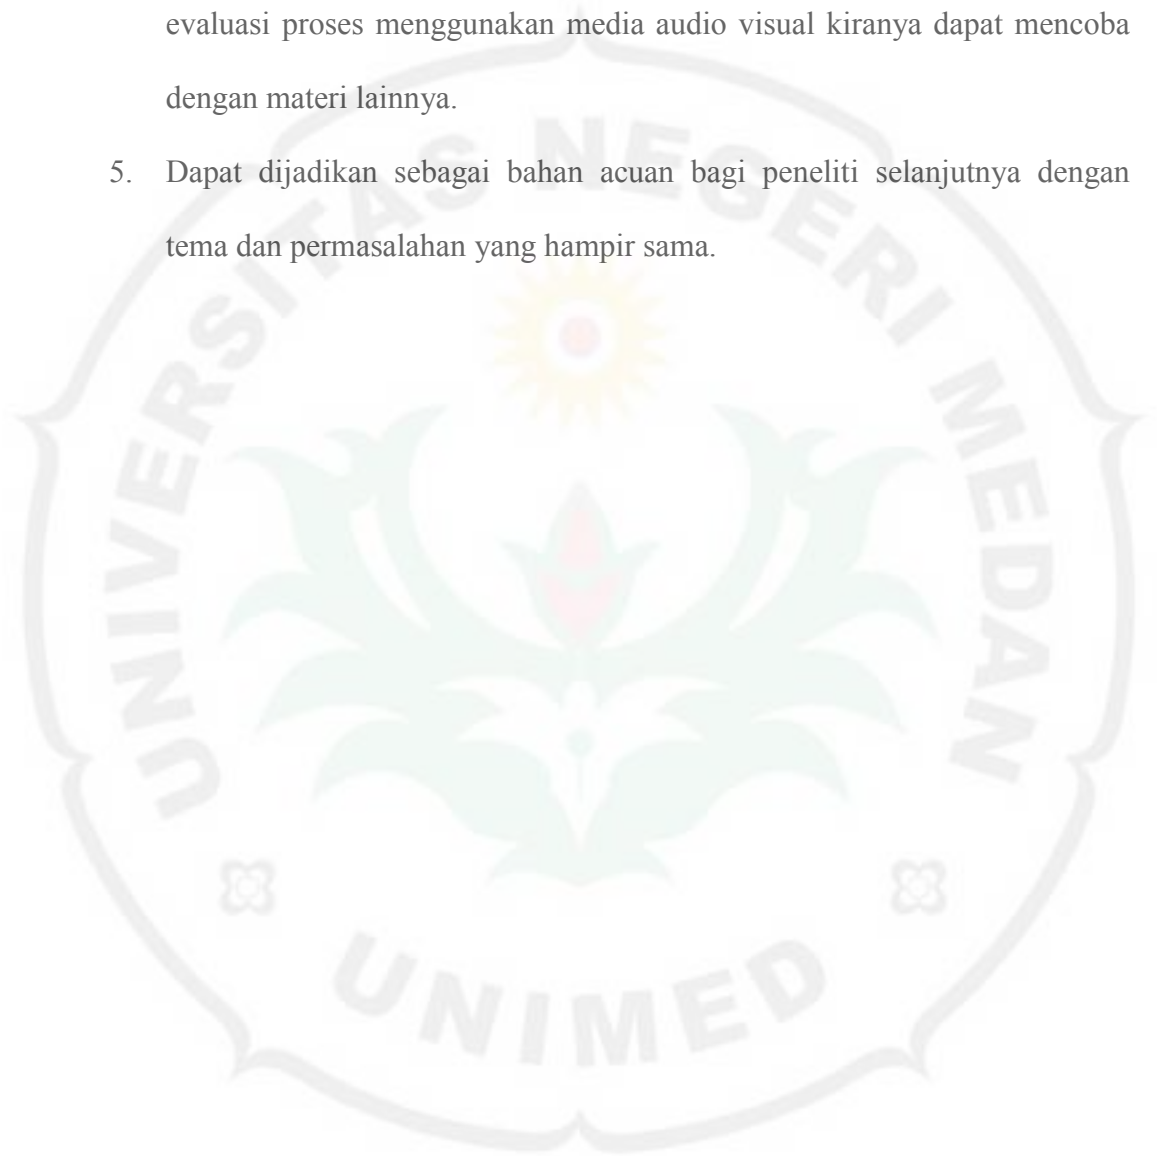 evaluasi proses menggunakan media audio visual kiranya dapat mencoba
dengan materi lainnya.
5. Dapat dijadikan sebagai bahan acuan bagi peneliti selanjutnya dengan
tema dan permasalahan yang hampir sama.
UNIVERSITAS NEGERI MEDAN
UNIMED